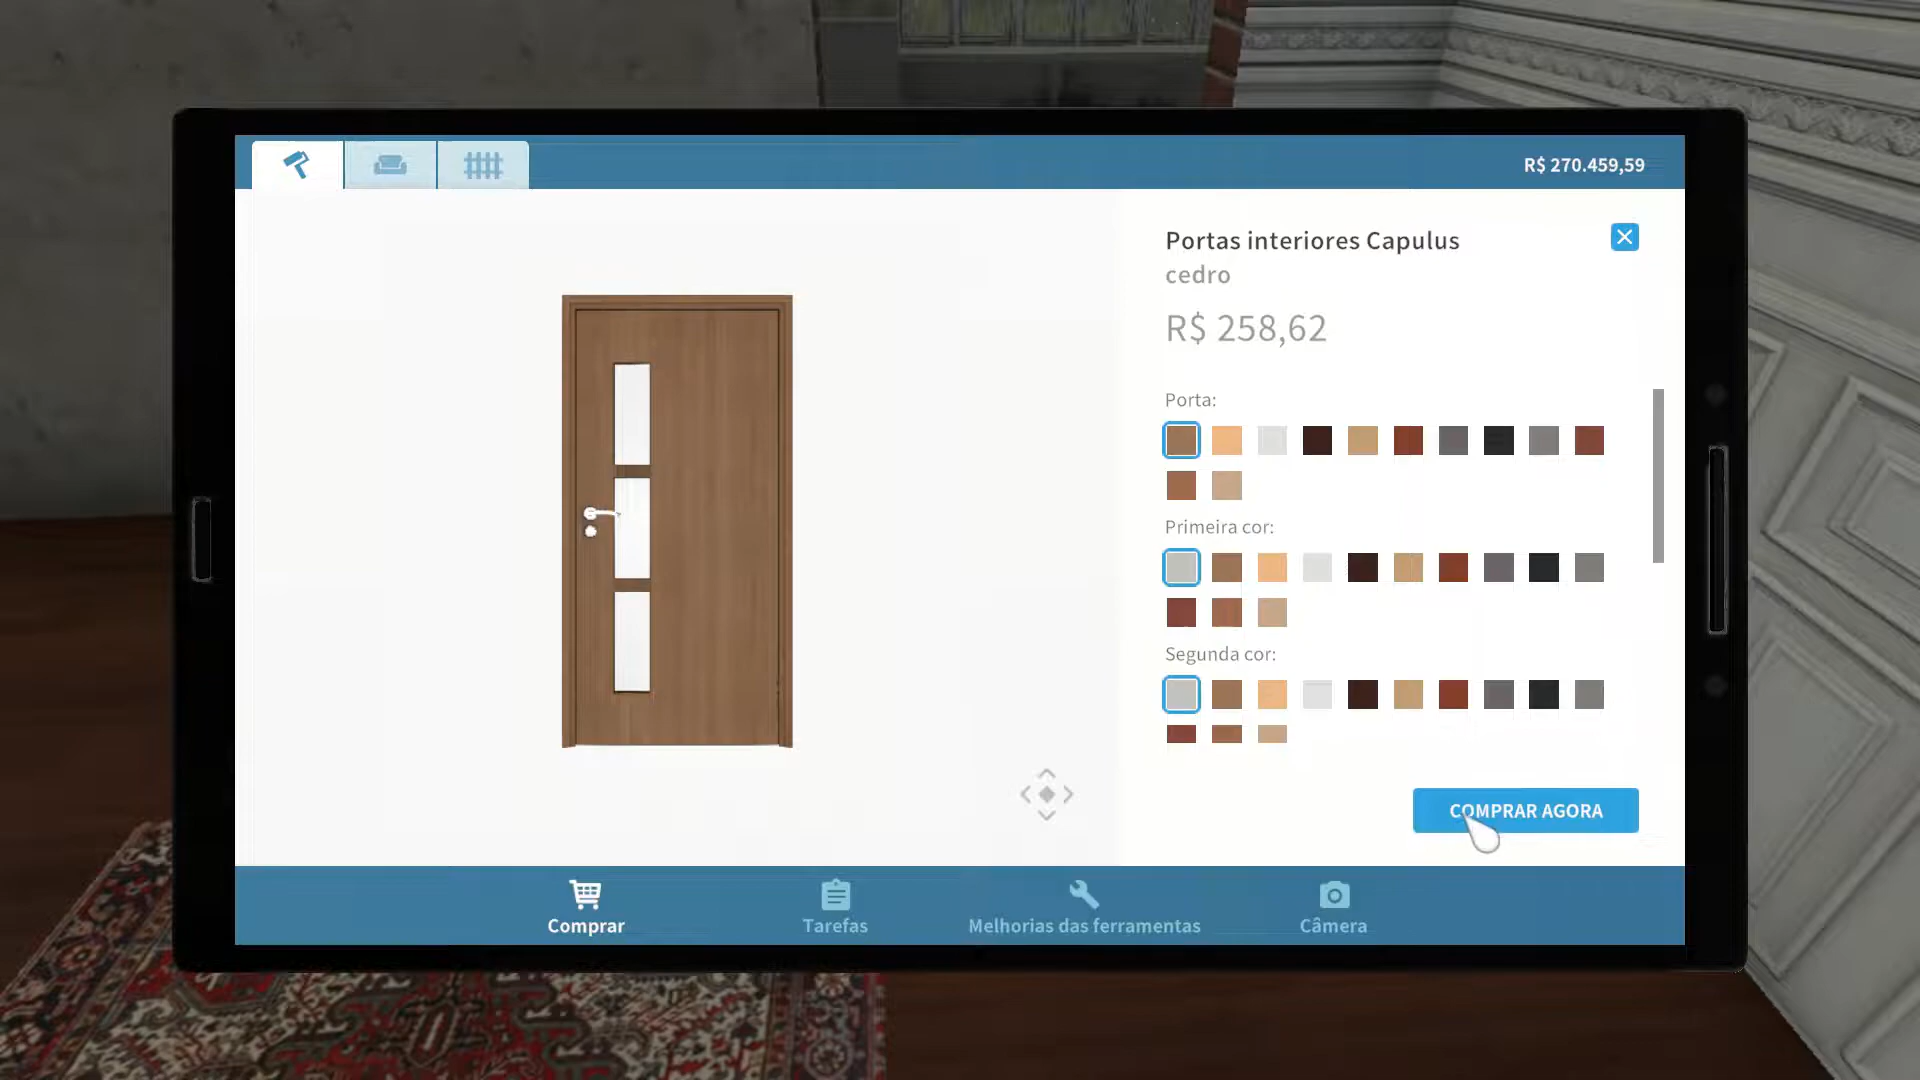 R$ 270.459,59
Portas interiores Capulus
cedro
R$ 258,62
Porta:
Primeira cor:
Segunda cor:
COMPRAR AGORA
Comprar
Tarefas
Melhorias das ferramentas
Câmera